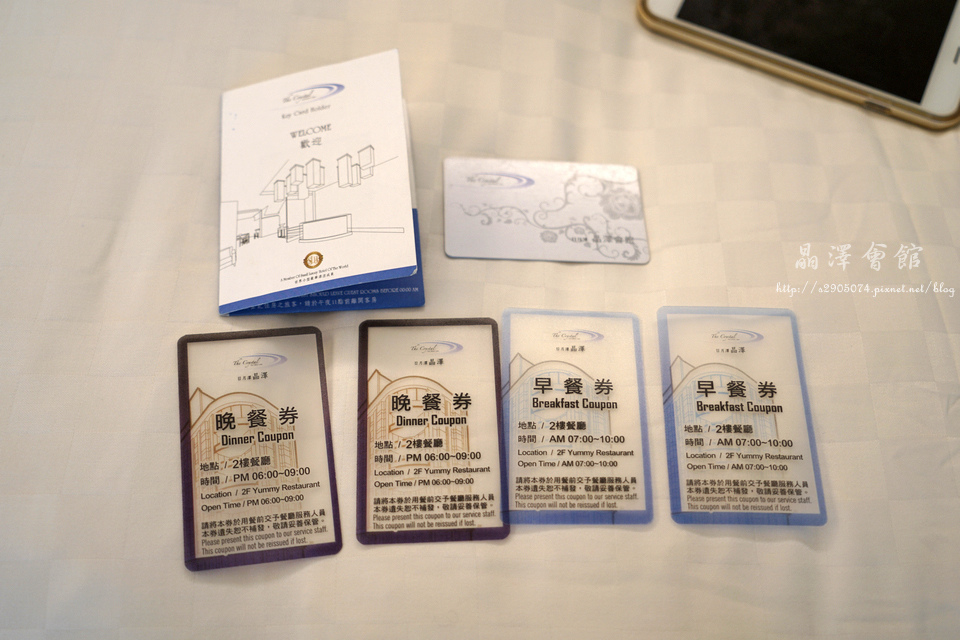 The Crystal
Key Card Holder
WELCOME
歡迎
The Crystal
日月潭 晶澤會館
晶澤會館
http://s2905074.pixnet.net/blog
The Crystal
日月潭 晶澤
晚餐券
Dinner Coupon
地點 / 2樓餐廳
時間 / PM 06:00~09:00
Location / 2F Yummy Restaurant
Open Time / PM 06:00~09:00
請將本券於用餐前交予餐廳服務人員
本券遺失恕不補發，敬請妥善保管。
Please present this coupon to our service staff.
This coupon will not be reissued if lost.
The Crystal
日月潭 晶澤
晚餐券
Dinner Coupon
地點 / 2樓餐廳
時間 / PM 06:00~09:00
Location / 2F Yummy Restaurant
Open Time / PM 06:00~09:00
請將本券於用餐前交予餐廳服務人員
本券遺失恕不補發，敬請妥善保管。
Please present this coupon to our service staff.
This coupon will not be reissued if lost.
The Crystal
日月潭 晶澤
早餐券
Breakfast Coupon
地點 / 2樓餐廳
時間 / AM 07:00~10:00
Location / 2F Yummy Restaurant
Open Time / AM 07:00~10:00
請將本券於用餐前交予餐廳服務人員
本券遺失恕不補發，敬請妥善保管。
Please present this coupon to our service staff.
This coupon will not be reissued if lost.
The Crystal
日月潭 晶澤
早餐券
Breakfast Coupon
地點 / 2樓餐廳
時間 / AM 07:00~10:00
Location / 2F Yummy Restaurant
Open Time / AM 07:00~10:00
請將本券於用餐前交予餐廳服務人員
本券遺失恕不補發，敬請妥善保管。
Please present this coupon to our service staff.
This coupon will not be reissued if lost.